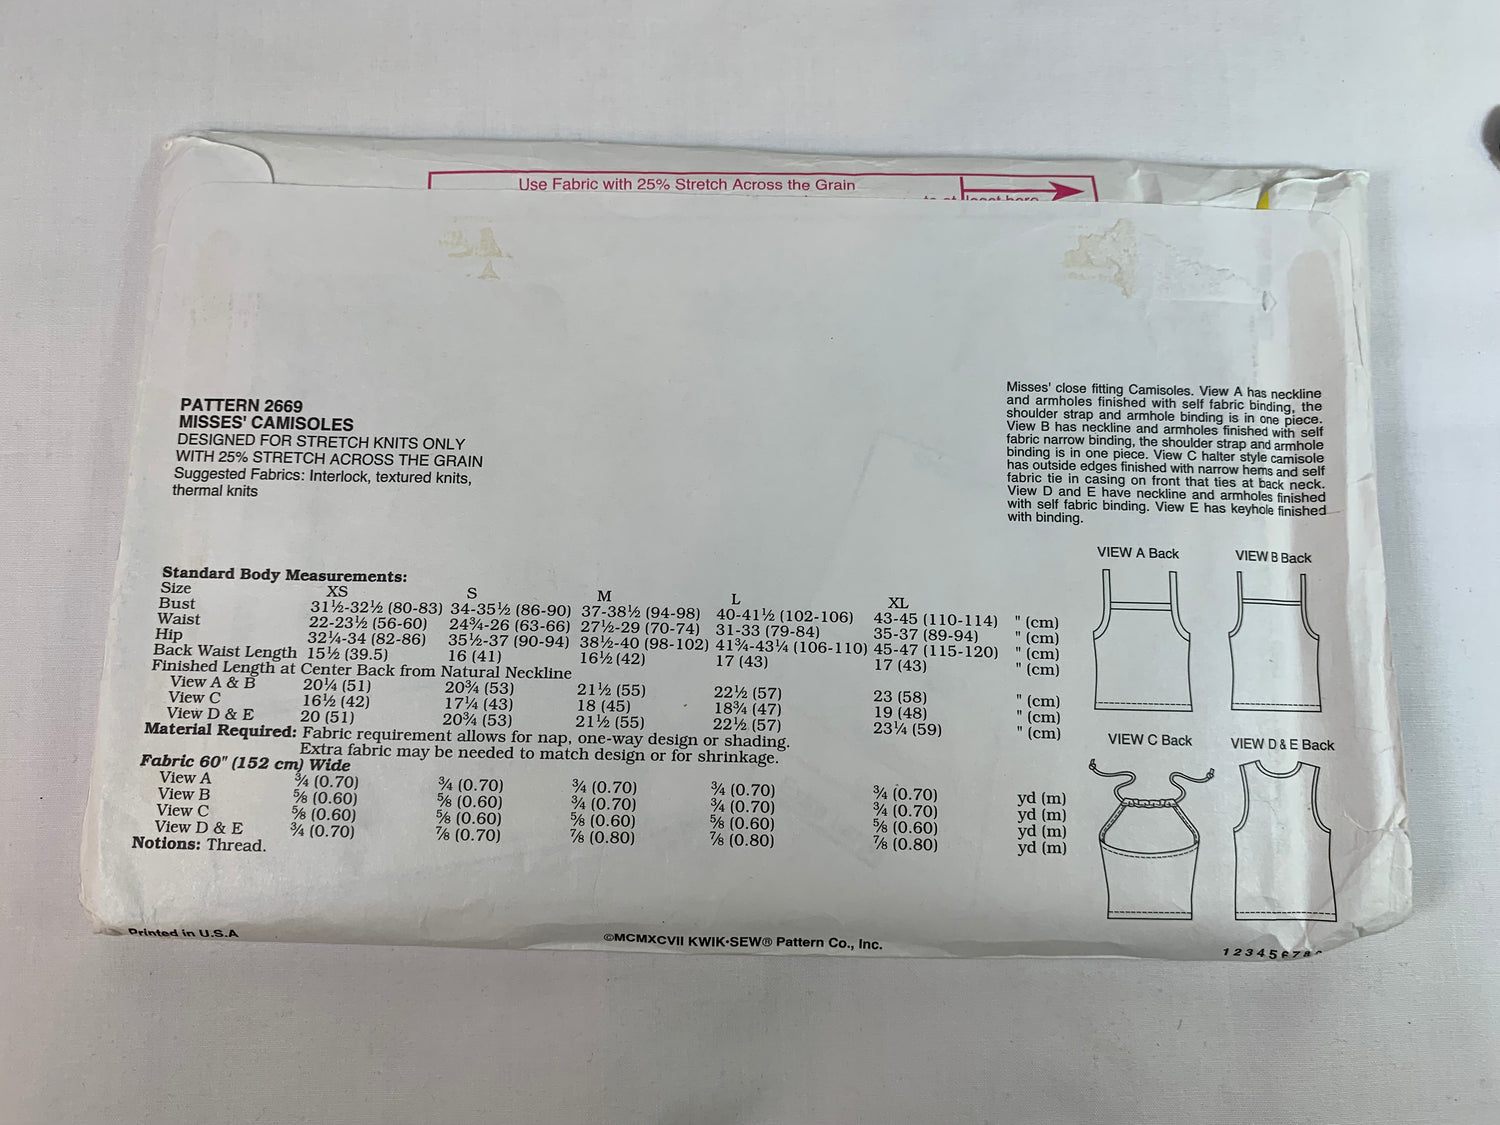 Use Fabric with 25% Stretch Across the Grain
to at least here
PATTERN 2669
MISSES' CAMISOLES
DESIGNED FOR STRETCH KNITS ONLY
WITH 25% STRETCH ACROSS THE GRAIN
Suggested Fabrics: Interlock, textured knits,
thermal knits
Misses' close fitting Camisoles. View A has neckline
and armholes finished with self fabric binding, the
shoulder strap and armhole binding is in one piece.
View B has neckline and armholes finished with self
fabric narrow binding, the shoulder strap and armhole
binding is in one piece. View C halter style camisole
has outside edges finished with narrow hems and self
fabric tie in casing on front that ties at back neck.
View D and E have neckline and armholes finished
with self fabric binding. View E has keyhole finished
with binding.
VIEW A Back VIEW B Back
VIEW C Back VIEW D & E Back
Standard Body Measurements:
Size XS S M L XL
Bust 31½-32½ (80-83) 34-35½ (86-90) 37-38½ (94-98) 40-41½ (102-106) 43-45 (110-114) " (cm)
Waist 22-23½ (56-60) 24¾-26 (63-66) 27½-29 (70-74) 31-33 (79-84) 35-37 (89-94) " (cm)
Hip 32¼-34 (82-86) 35½-37 (90-94) 38½-40 (98-102) 41¾-43¼ (106-110) 45-47 (115-120) " (cm)
Back Waist Length 15½ (39.5) 16 (41) 16½ (42) 17 (43) 17 (43) " (cm)
Finished Length at Center Back from Natural Neckline
View A & B 20¼ (51) 20¾ (53) 21½ (55) 22½ (57) 23 (58) " (cm)
View C 16½ (42) 17¼ (43) 18 (45) 18¾ (47) 19 (48) " (cm)
View D & E 20 (51) 20¾ (53) 21½ (55) 22½ (57) 23¼ (59) " (cm)
Material Required: Fabric requirement allows for nap, one-way design or shading.
Extra fabric may be needed to match design or for shrinkage.
Fabric 60" (152 cm) Wide
View A ¾ (0.70) ¾ (0.70) ¾ (0.70) ¾ (0.70) ¾ (0.70) yd (m)
View B ⅝ (0.60) ⅝ (0.60) ¾ (0.70) ¾ (0.70) ¾ (0.70) yd (m)
View C ⅝ (0.60) ⅝ (0.60) ⅝ (0.60) ⅝ (0.60) ⅝ (0.60) yd (m)
View D & E ¾ (0.70) ⅞ (0.70) ⅞ (0.80) ⅞ (0.80) ⅞ (0.80) yd (m)
Notions: Thread.
Printed in U.S.A
©MCMXCVII KWIK•SEW® Pattern Co., Inc.
1 2 3 4 5 6 7 8